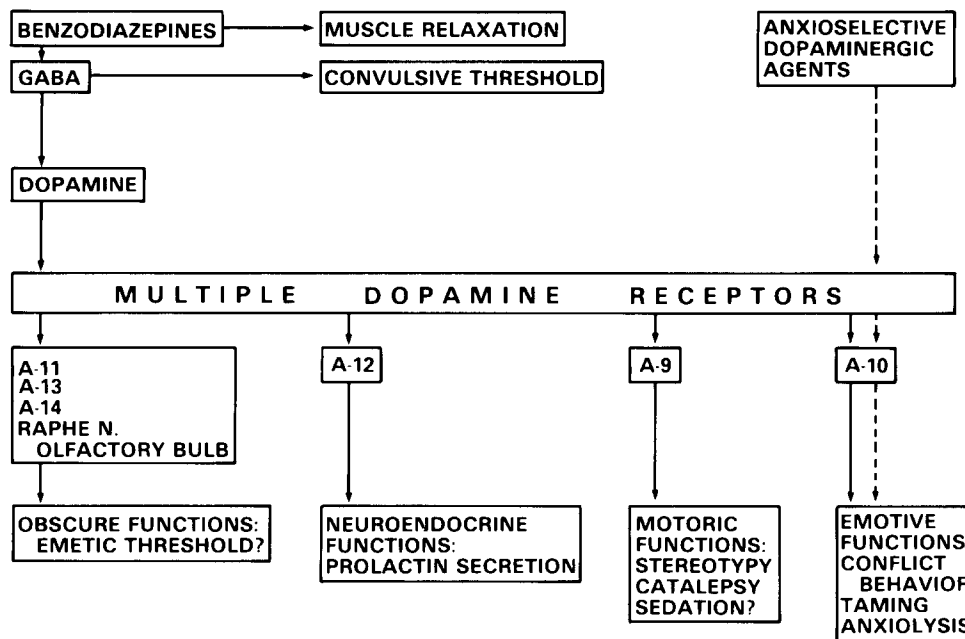 BENZODIAZEPINES
MUSCLE RELAXATION
ANXIOSELECTIVE
DOPAMINERGIC
AGENTS
GABA
CONVULSIVE THRESHOLD
DOPAMINE
MULTIPLE DOPAMINE RECEPTORS
A-11
A-13
A-14
RAPHE N.
OLFACTORY BULB
A-12
A-9
A-10
OBSCURE FUNCTIONS:
EMETIC THRESHOLD?
NEUROENDOCRINE
FUNCTIONS:
PROLACTIN SECRETION
MOTORIC
FUNCTIONS:
STEREOTYPY
CATALEPSY
SEDATION?
EMOTIVE
FUNCTIONS
CONFLICT
BEHAVIOR
TAMING
ANXIOLYSIS